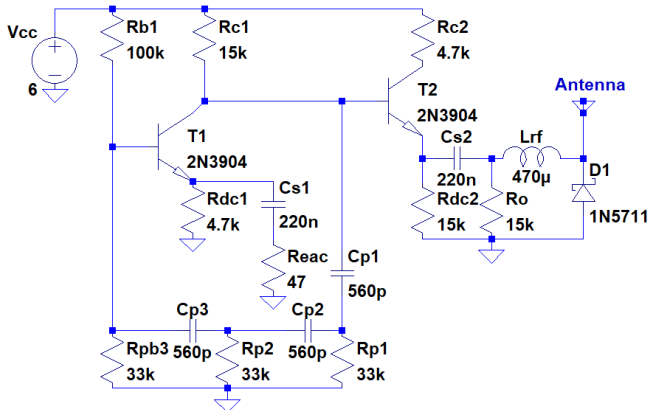 Vcc
6
Rb1
100k
Rc1
15k
Rc2
4.7k
T1
2N3904
T2
2N3904
Antenna
Cs2
220n
Lrf
470µ
D1
1N5711
Rdc1
4.7k
Cs1
220n
Reac
47
Rdc2
15k
Ro
15k
Cp1
560p
Cp3
560p
Cp2
560p
Rpb3
33k
Rp2
33k
Rp1
33k